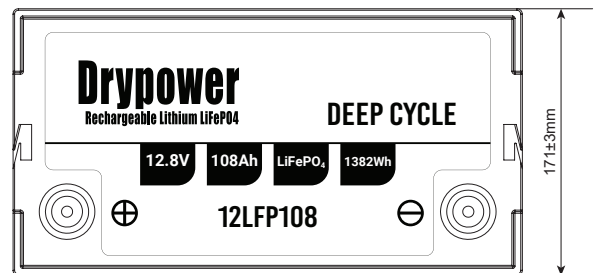 Drypower
Rechargeable Lithium LiFePO4
DEEP CYCLE
12.8V 108Ah LiFePO₄ 1382Wh
12LFP108
171±3mm